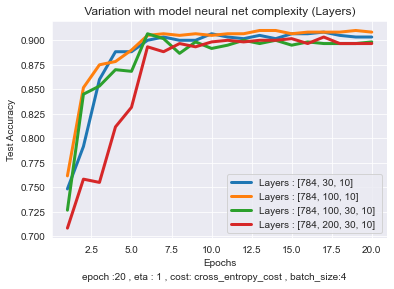 Variation with model neural net complexity (Layers)
0.900
0.875
0.850
0.825
0.800
0.775
0.750
0.725
0.700
Test Accuracy
Layers : [784, 30, 10]
Layers : [784, 100, 10]
Layers : [784, 100, 30, 10]
Layers : [784, 200, 30, 10]
2.5 5.0 7.5 10.0 12.5 15.0 17.5 20.0
Epochs
epoch :20 , eta : 1 , cost: cross_entropy_cost , batch_size:4